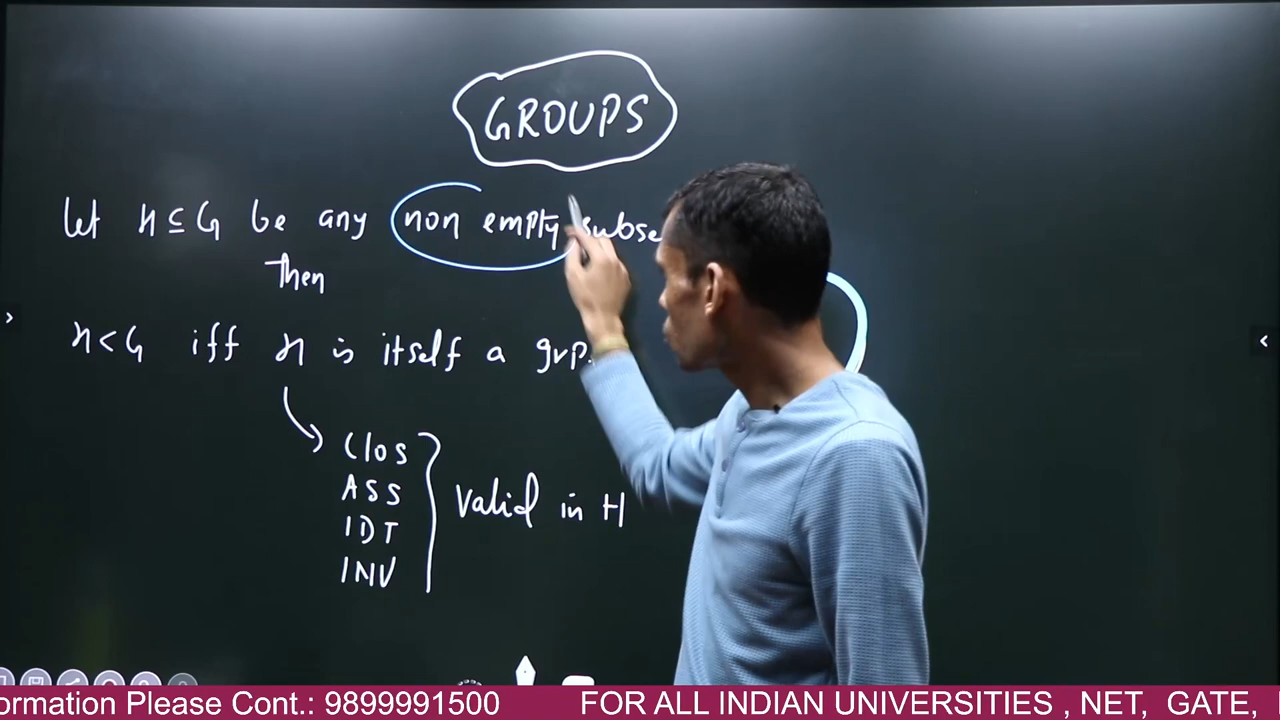 GROUPS
Let H ⊆ G be any non empty subse
Then
H < G iff H is itself a grp.
Clos
ASS
IDT
INV
Valid in H
ormation Please Cont.: 9899991500 FOR ALL INDIAN UNIVERSITIES , NET, GATE,